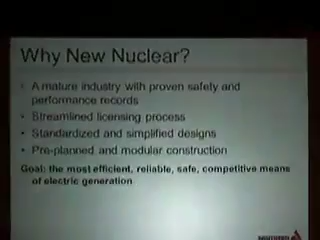 Why New Nuclear?
• A mature industry with proven safety and
performance records
• Streamlined licensing process
• Standardized and simplified designs
• Pre-planned and modular construction
Goal: the most efficient, reliable, safe, competitive means
of electric generation